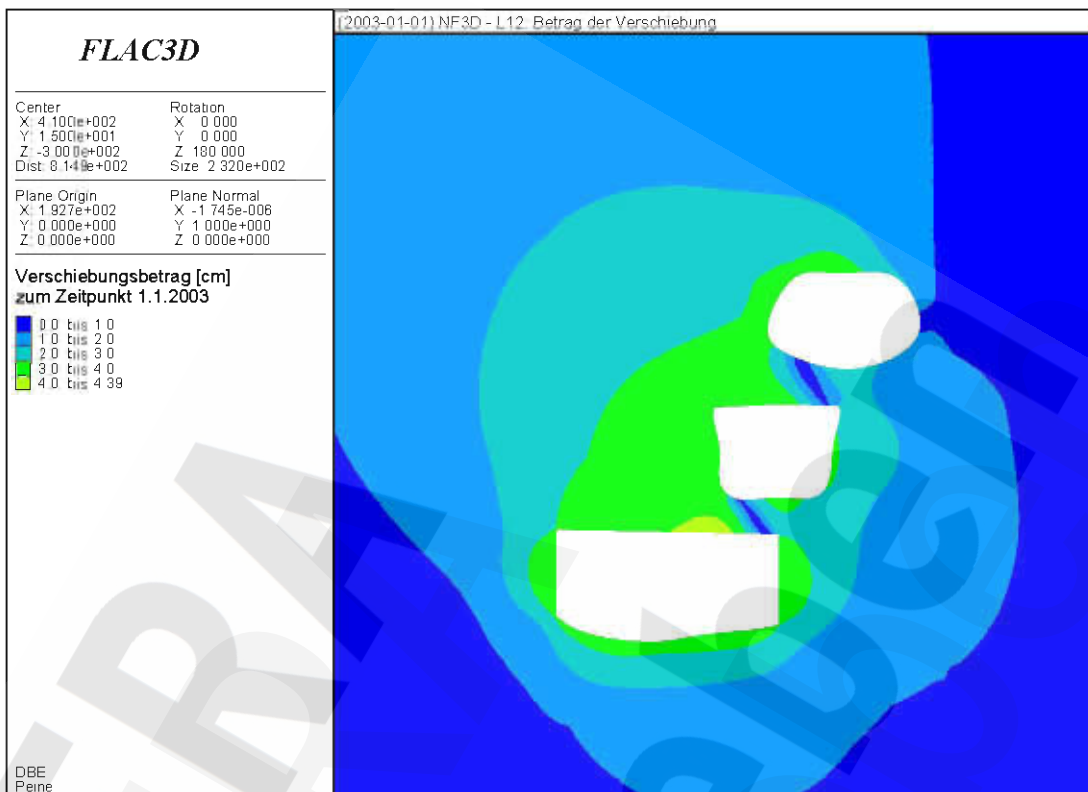 [2003-01-01] NF3D - L12: Betrag der Verschiebung
FLAC3D
Center Rotation
X: 4.100e+002 X: 0.000
Y: 1.500e+001 Y: 0.000
Z: -3.000e+002 Z: 180.000
Dist: 8.149e+002 Size: 2.320e+002
Plane Origin Plane Normal
X: 1.927e+002 X: -1.745e-006
Y: 0.000e+000 Y: 1.000e+000
Z: 0.000e+000 Z: 0.000e+000
Verschiebungsbetrag [cm]
zum Zeitpunkt 1.1.2003
0.0 bis 1.0
1.0 bis 2.0
2.0 bis 3.0
3.0 bis 4.0
4.0 bis 4.39
DBE
Peine